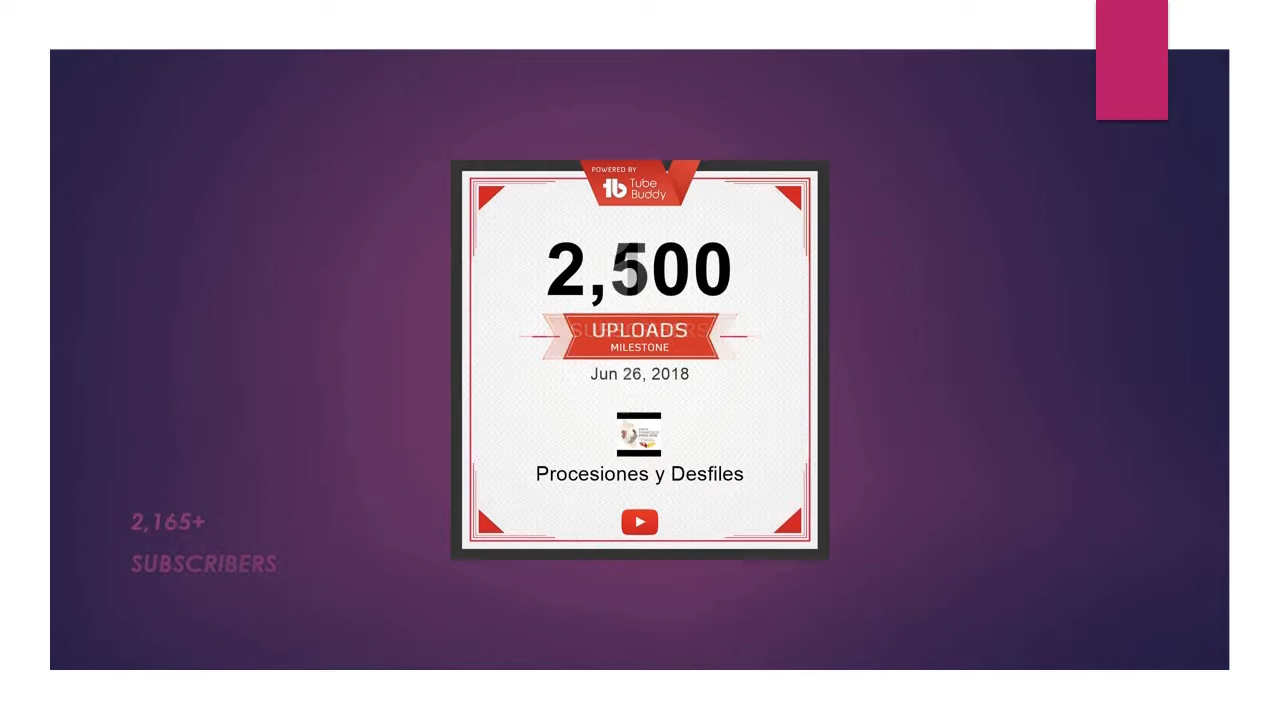 POWERED BY
Tube
Buddy
2,500
UPLOADS
MILESTONE
Jun 26, 2018
Procesiones y Desfiles
2,165+
SUBSCRIBERS